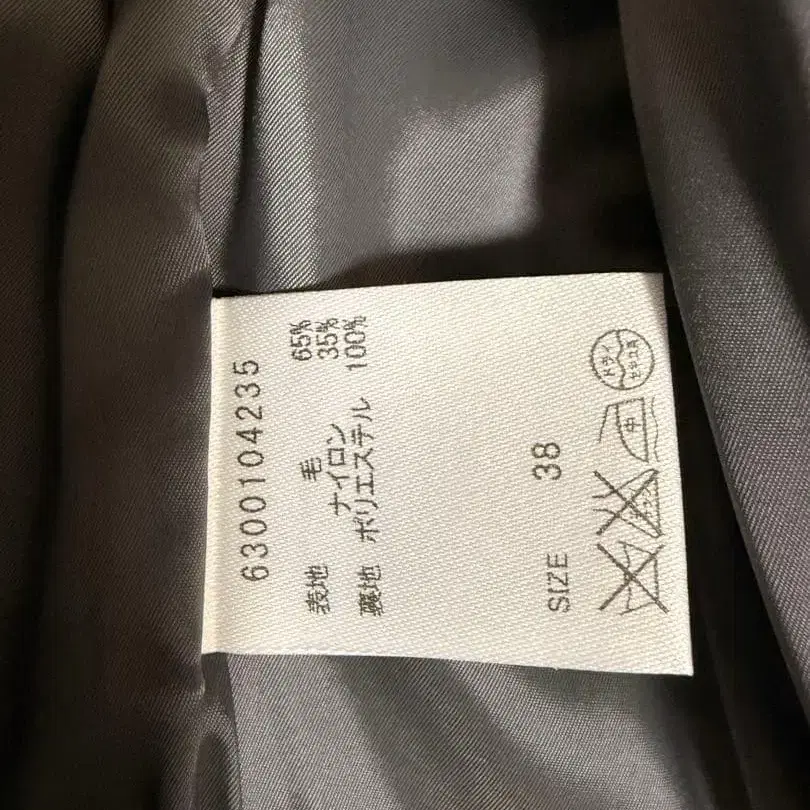 6300104235
表地 毛 65%
ナイロン 35%
裏地 ポリエステル 100%
SIZE 38
中
ドライ
セキユ系